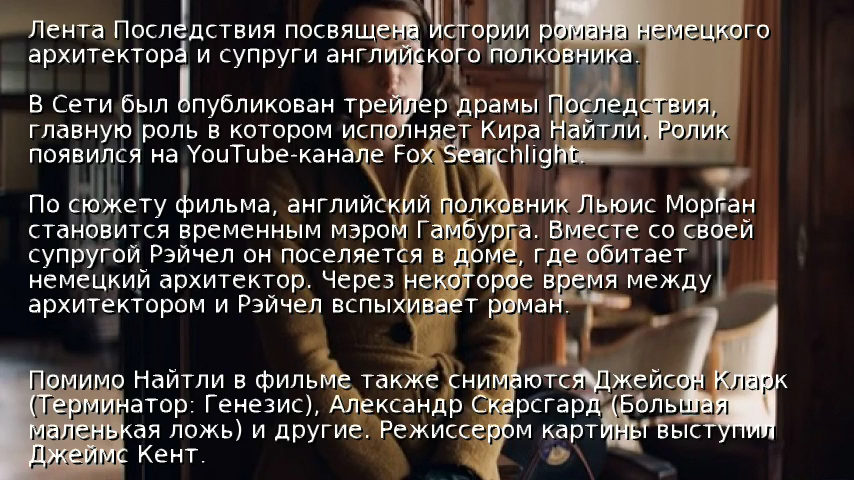 Лента Последствия посвящена истории романа немецкого
архитектора и супруги английского полковника.
В Сети был опубликован трейлер драмы Последствия,
главную роль в котором исполняет Кира Найтли. Ролик
появился на YouTube-канале Fox Searchlight.
По сюжету фильма, английский полковник Льюис Морган
становится временным мэром Гамбурга. Вместе со своей
супругой Рэйчел он поселяется в доме, где обитает
немецкий архитектор. Через некоторое время между
архитектором и Рэйчел вспыхивает роман.
Помимо Найтли в фильме также снимаются Джейсон Кларк
(Терминатор: Генезис), Александр Скарсгард (Большая
маленькая ложь) и другие. Режиссером картины выступил
Джеймс Кент.